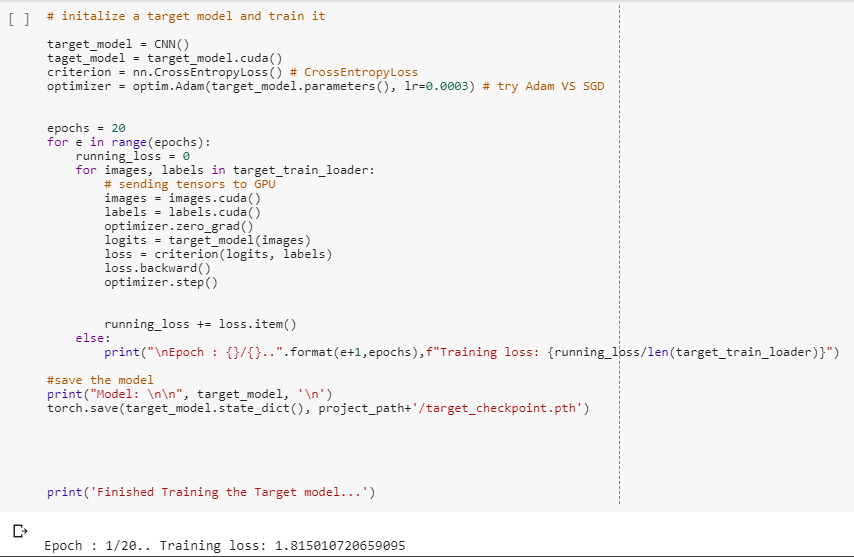 [ ] # initalize a target model and train it
target_model = CNN()
taget_model = target_model.cuda()
criterion = nn.CrossEntropyLoss() # CrossEntropyLoss
optimizer = optim.Adam(target_model.parameters(), lr=0.0003) # try Adam VS SGD
epochs = 20
for e in range(epochs):
    running_loss = 0
    for images, labels in target_train_loader:
        # sending tensors to GPU
        images = images.cuda()
        labels = labels.cuda()
        optimizer.zero_grad()
        logits = target_model(images)
        loss = criterion(logits, labels)
        loss.backward()
        optimizer.step()
        running_loss += loss.item()
    else:
        print("\nEpoch : {}/{}..".format(e+1,epochs),f"Training loss: {running_loss/len(target_train_loader)}")
#save the model
print("Model: \n\n", target_model, '\n')
torch.save(target_model.state_dict(), project_path+'/target_checkpoint.pth')
print('Finished Training the Target model...')
Epoch : 1/20.. Training loss: 1.815010720659095